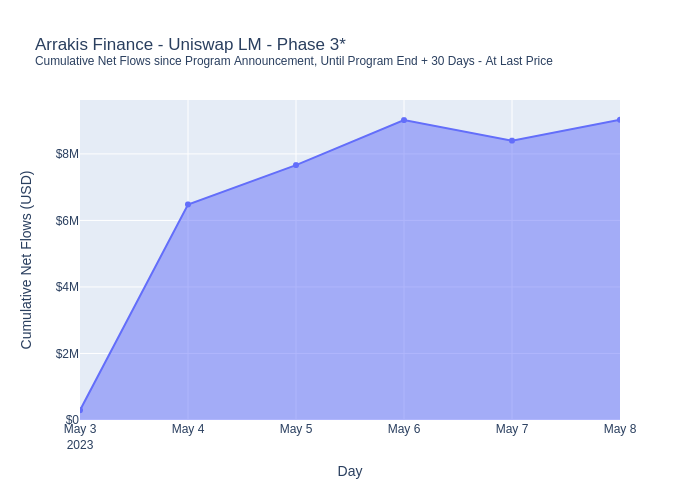 Arrakis Finance - Uniswap LM - Phase 3*
Cumulative Net Flows since Program Announcement, Until Program End + 30 Days - At Last Price
Cumulative Net Flows (USD)
$8M
$6M
$4M
$2M
$0
May 3 May 4 May 5 May 6 May 7 May 8
2023
Day